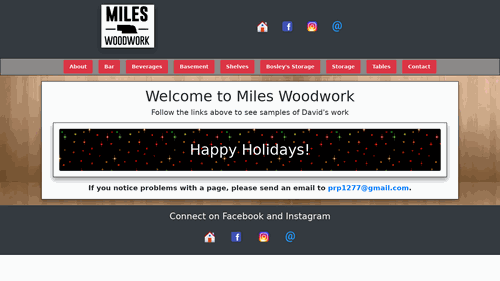 MILES
WOODWORK
@
About Bar Beverages Basement Shelves Bosley's Storage Storage Tables Contact
Welcome to Miles Woodwork
Follow the links above to see samples of David's work
Happy Holidays!
If you notice problems with a page, please send an email to prp1277@gmail.com.
Connect on Facebook and Instagram
@